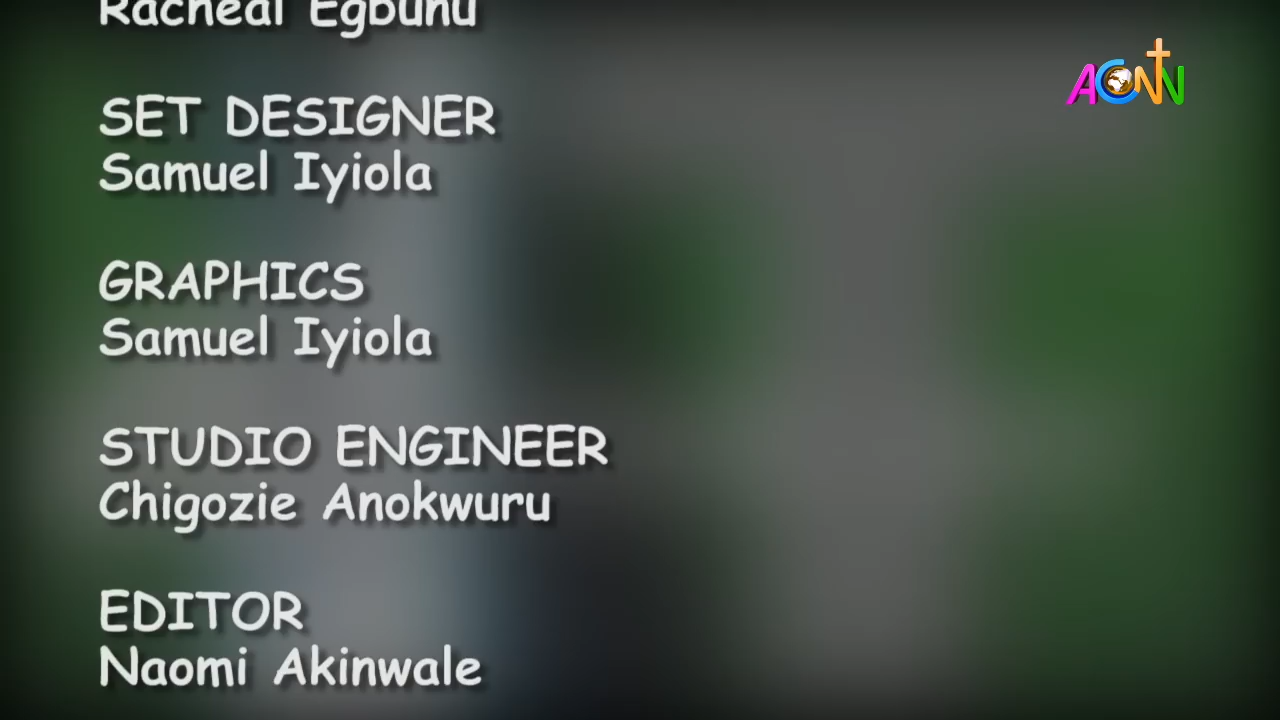 Racheal Egbunu
ACNN
SET DESIGNER
Samuel Iyiola
GRAPHICS
Samuel Iyiola
STUDIO ENGINEER
Chigozie Anokwuru
EDITOR
Naomi Akinwale